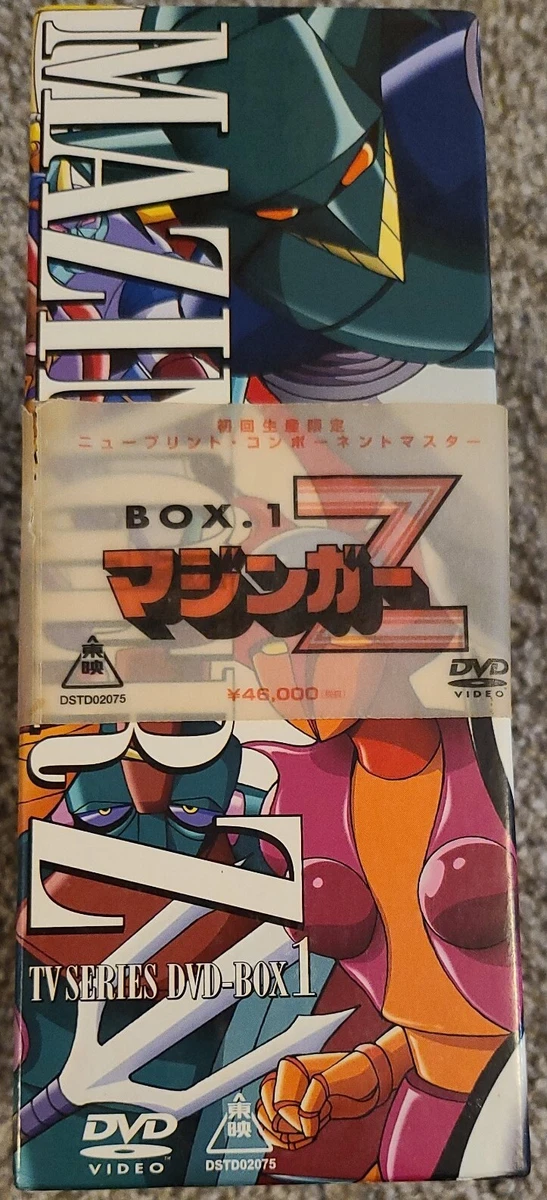 MAZINGER Z
初回生産限定
ニュープリント・コンポーネントマスター
BOX.1
マジンガーZ
東映
DSTD02075
¥46,000(税抜)
DVD
VIDEO
TV SERIES DVD-BOX 1
DVD
VIDEO
東映
DSTD02075